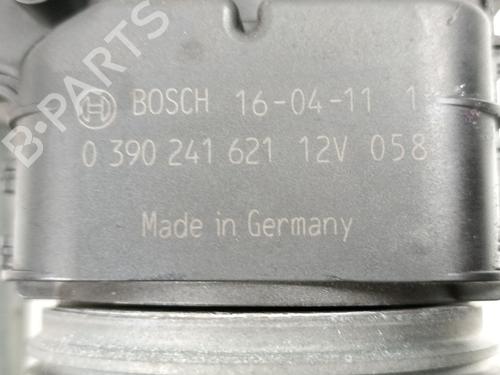 B-PARTS
BOSCH 16-04-11 1
0 390 241 621 12V 058
Made in Germany